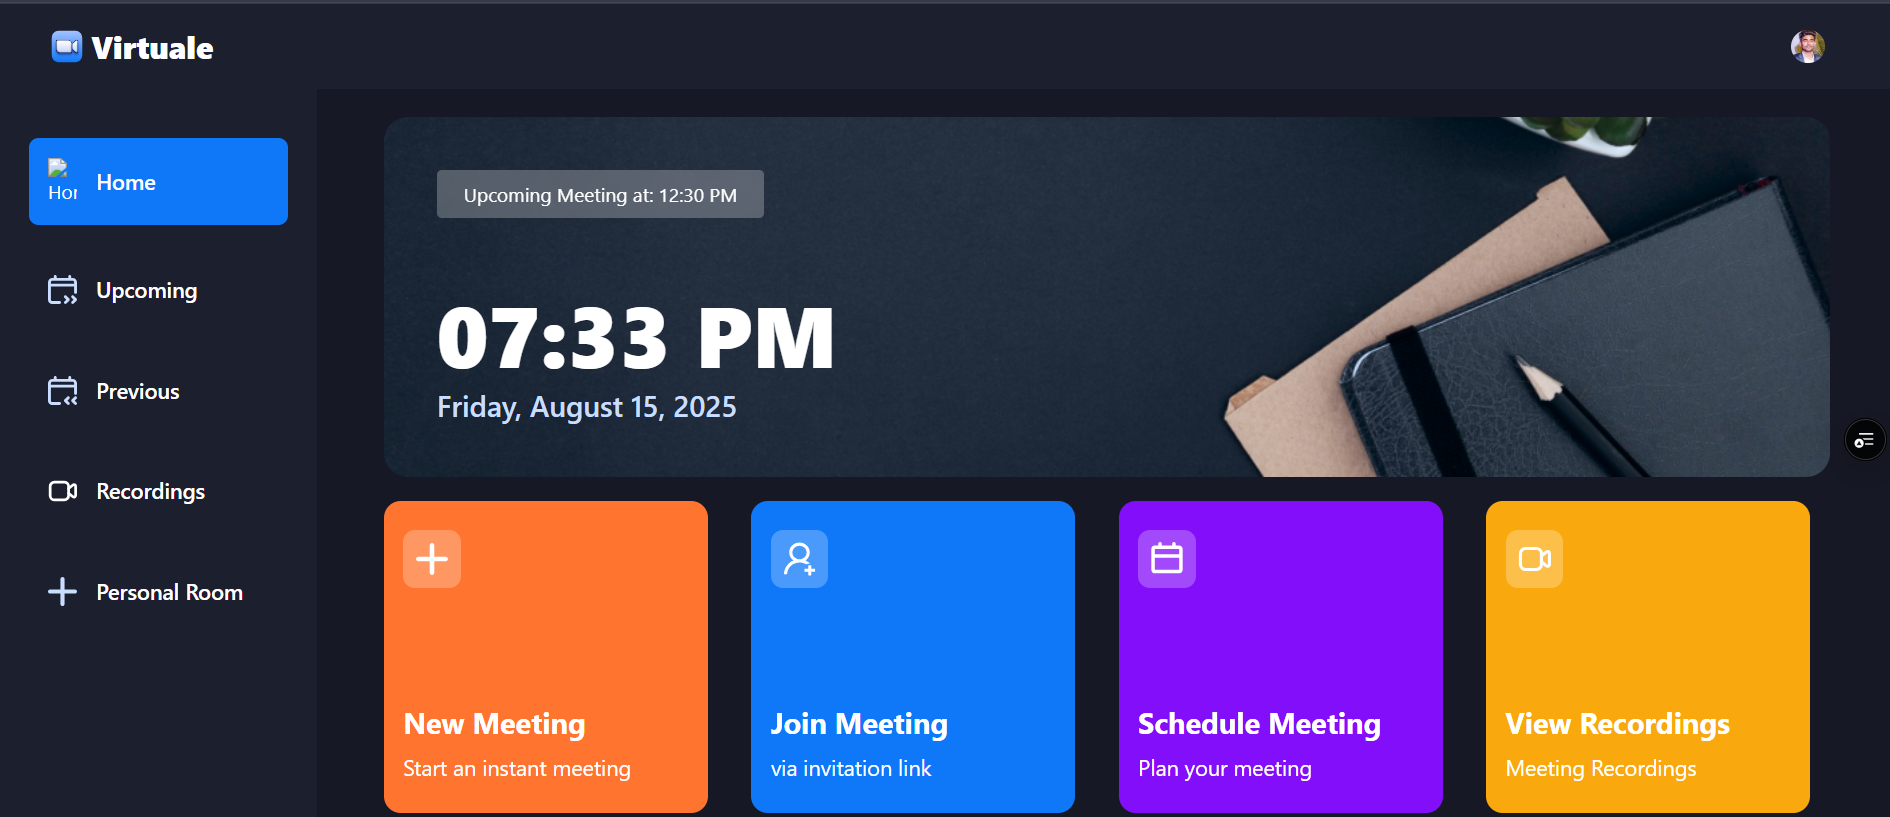 Virtuale
Hor
Home
Upcoming
Previous
Recordings
Personal Room
Upcoming Meeting at: 12:30 PM
07:33 PM
Friday, August 15, 2025
New Meeting
Start an instant meeting
Join Meeting
via invitation link
Schedule Meeting
Plan your meeting
View Recordings
Meeting Recordings